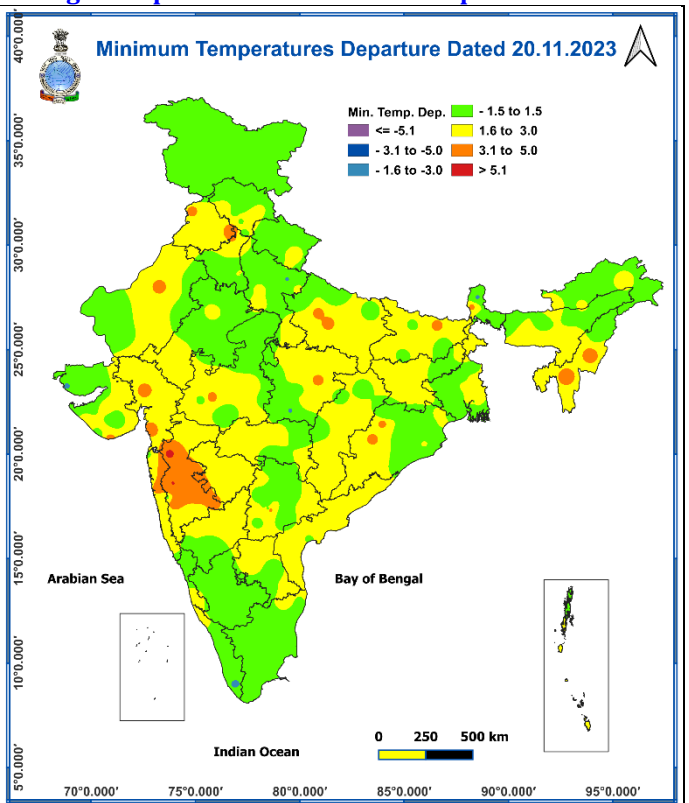 Minimum Temperatures Departure Dated 20.11.2023
Min. Temp. Dep.
<= -5.1
- 3.1 to -5.0
- 1.6 to -3.0
- 1.5 to 1.5
1.6 to 3.0
3.1 to 5.0
> 5.1
40°0.000'
35°0.000'
30°0.000'
25°0.000'
20°0.000'
15°0.000'
10°0.000'
5°0.000'
Arabian Sea
Bay of Bengal
Indian Ocean
0 250 500 km
70°0.000' 75°0.000' 80°0.000' 85°0.000' 90°0.000' 95°0.000'